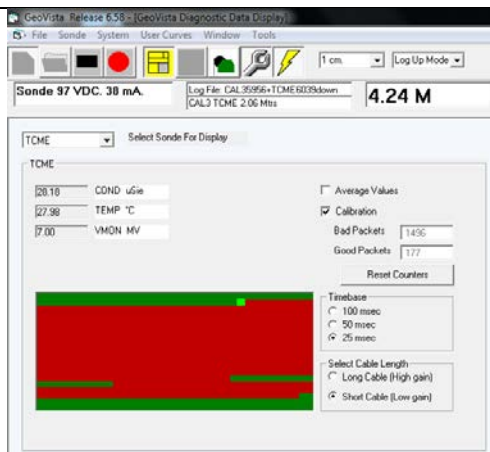 GeoVista Release 6.58 - [GeoVista Diagnostic Data Display]
File Sonde System User Curves Window Tools
1 cm. Log Up Mode
Sonde 97 VDC. 38 mA.
Log File: CAL35956+TCME6039down
CAL3 TCME 2.06 Mtrs
4.24 M
TCME Select Sonde For Display
TCME
28.18 COND uSie
27.98 TEMP °C
7.00 VMON MV
Average Values
Calibration
Bad Packets 1496
Good Packets 177
Reset Counters
Timebase
100 msec
50 msec
25 msec
Select Cable Length
Long Cable (High gain)
Short Cable (Low gain)